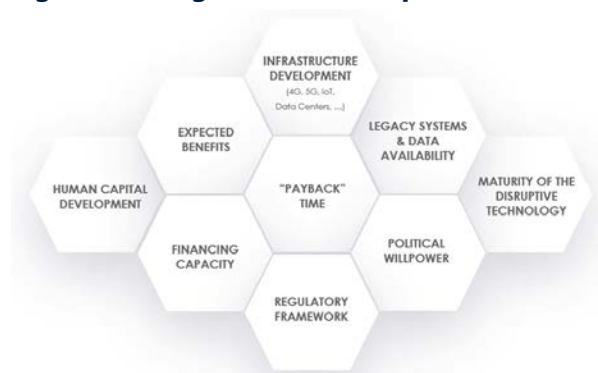 INFRASTRUCTURE
DEVELOPMENT
(4G, 5G, IoT,
Data Centers, ...)
EXPECTED
BENEFITS
LEGACY SYSTEMS
& DATA
AVAILABILITY
HUMAN CAPITAL
DEVELOPMENT
"PAYBACK"
TIME
MATURITY OF THE
DISRUPTIVE
TECHNOLOGY
FINANCING
CAPACITY
POLITICAL
WILLPOWER
REGULATORY
FRAMEWORK